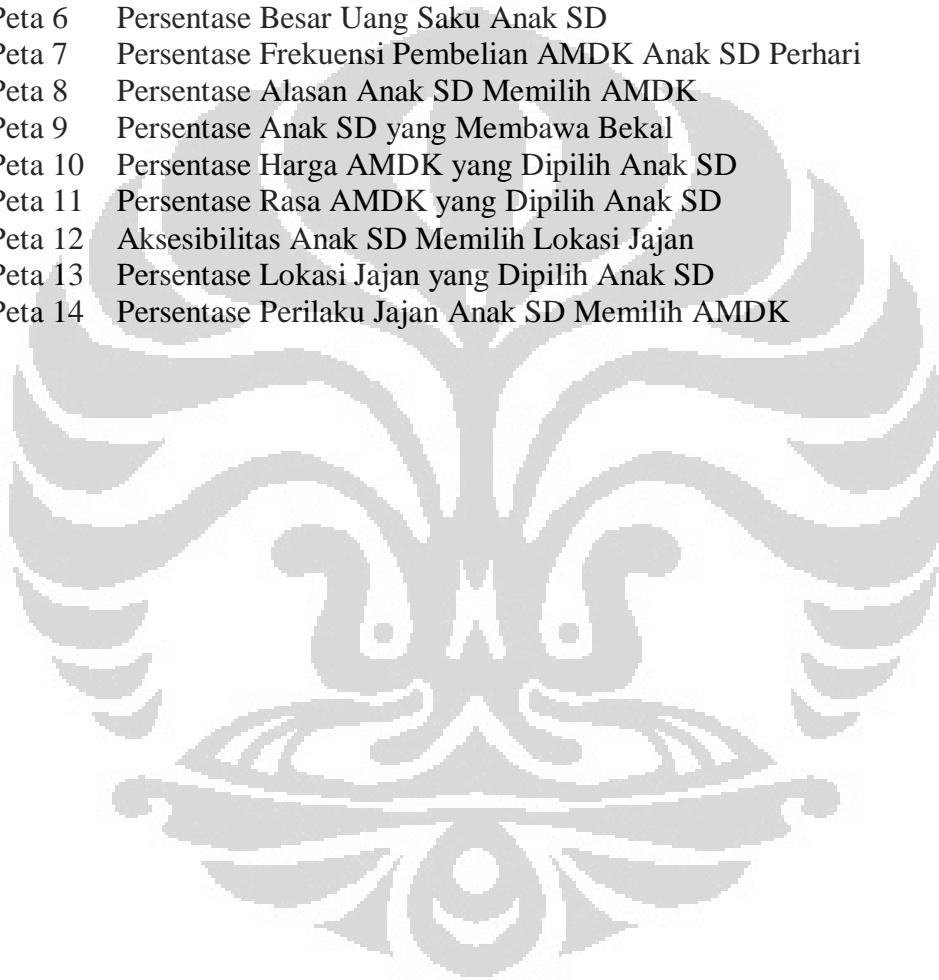 Peta 6 Persentase Besar Uang Saku Anak SD
Peta 7 Persentase Frekuensi Pembelian AMDK Anak SD Perhari
Peta 8 Persentase Alasan Anak SD Memilih AMDK
Peta 9 Persentase Anak SD yang Membawa Bekal
Peta 10 Persentase Harga AMDK yang Dipilih Anak SD
Peta 11 Persentase Rasa AMDK yang Dipilih Anak SD
Peta 12 Aksesibilitas Anak SD Memilih Lokasi Jajan
Peta 13 Persentase Lokasi Jajan yang Dipilih Anak SD
Peta 14 Persentase Perilaku Jajan Anak SD Memilih AMDK